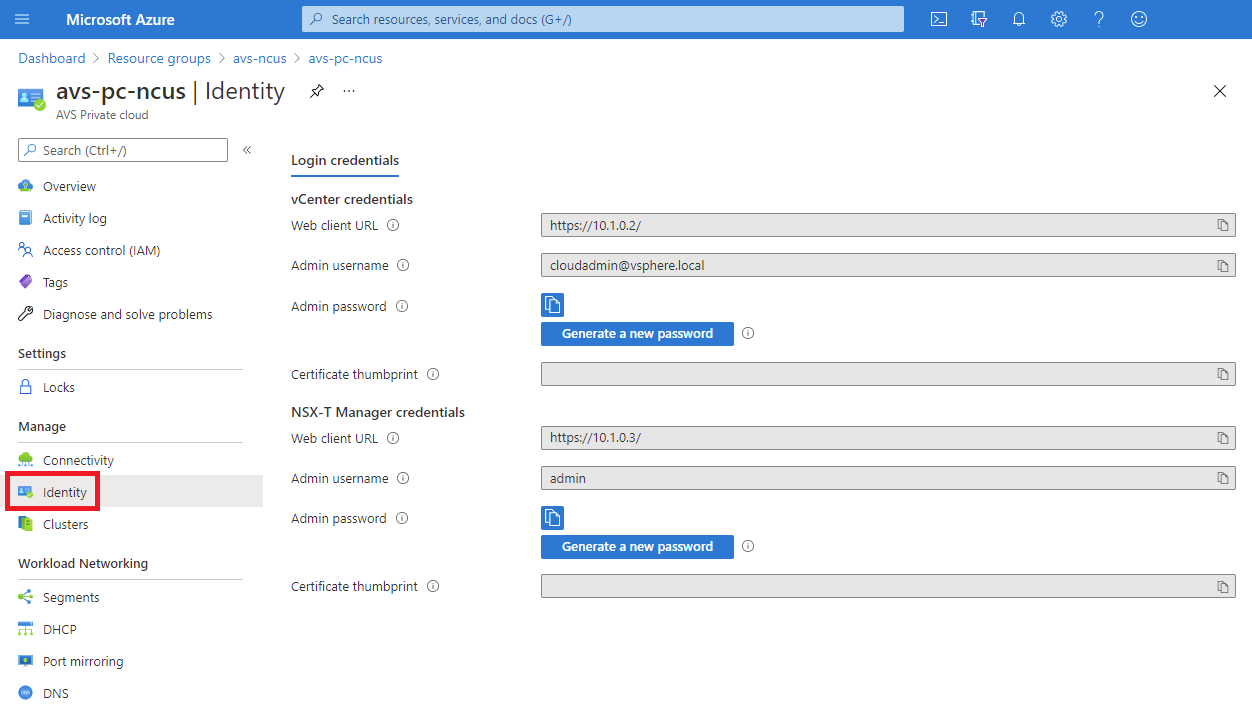 Microsoft Azure
Search resources, services, and docs (G+/)
Dashboard > Resource groups > avs-ncus > avs-pc-ncus
avs-pc-ncus | Identity
AVS Private cloud
Search (Ctrl+/)
Overview
Activity log
Access control (IAM)
Tags
Diagnose and solve problems
Settings
Locks
Manage
Connectivity
Identity
Clusters
Workload Networking
Segments
DHCP
Port mirroring
DNS
Login credentials
vCenter credentials
Web client URL https://10.1.0.2/
Admin username cloudadmin@vsphere.local
Admin password
Generate a new password
Certificate thumbprint
NSX-T Manager credentials
Web client URL https://10.1.0.3/
Admin username admin
Admin password
Generate a new password
Certificate thumbprint